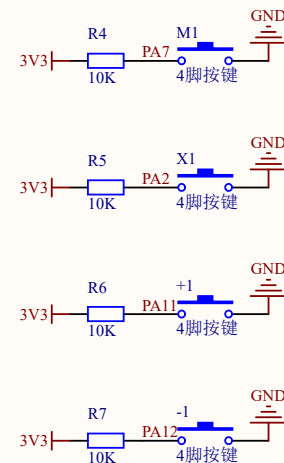 GND
R4 M1
3V3 PA7
10K 4脚按键
GND
R5 X1
3V3 PA2
10K 4脚按键
GND
R6 +1
3V3 PA11
10K 4脚按键
GND
R7 -1
3V3 PA12
10K 4脚按键